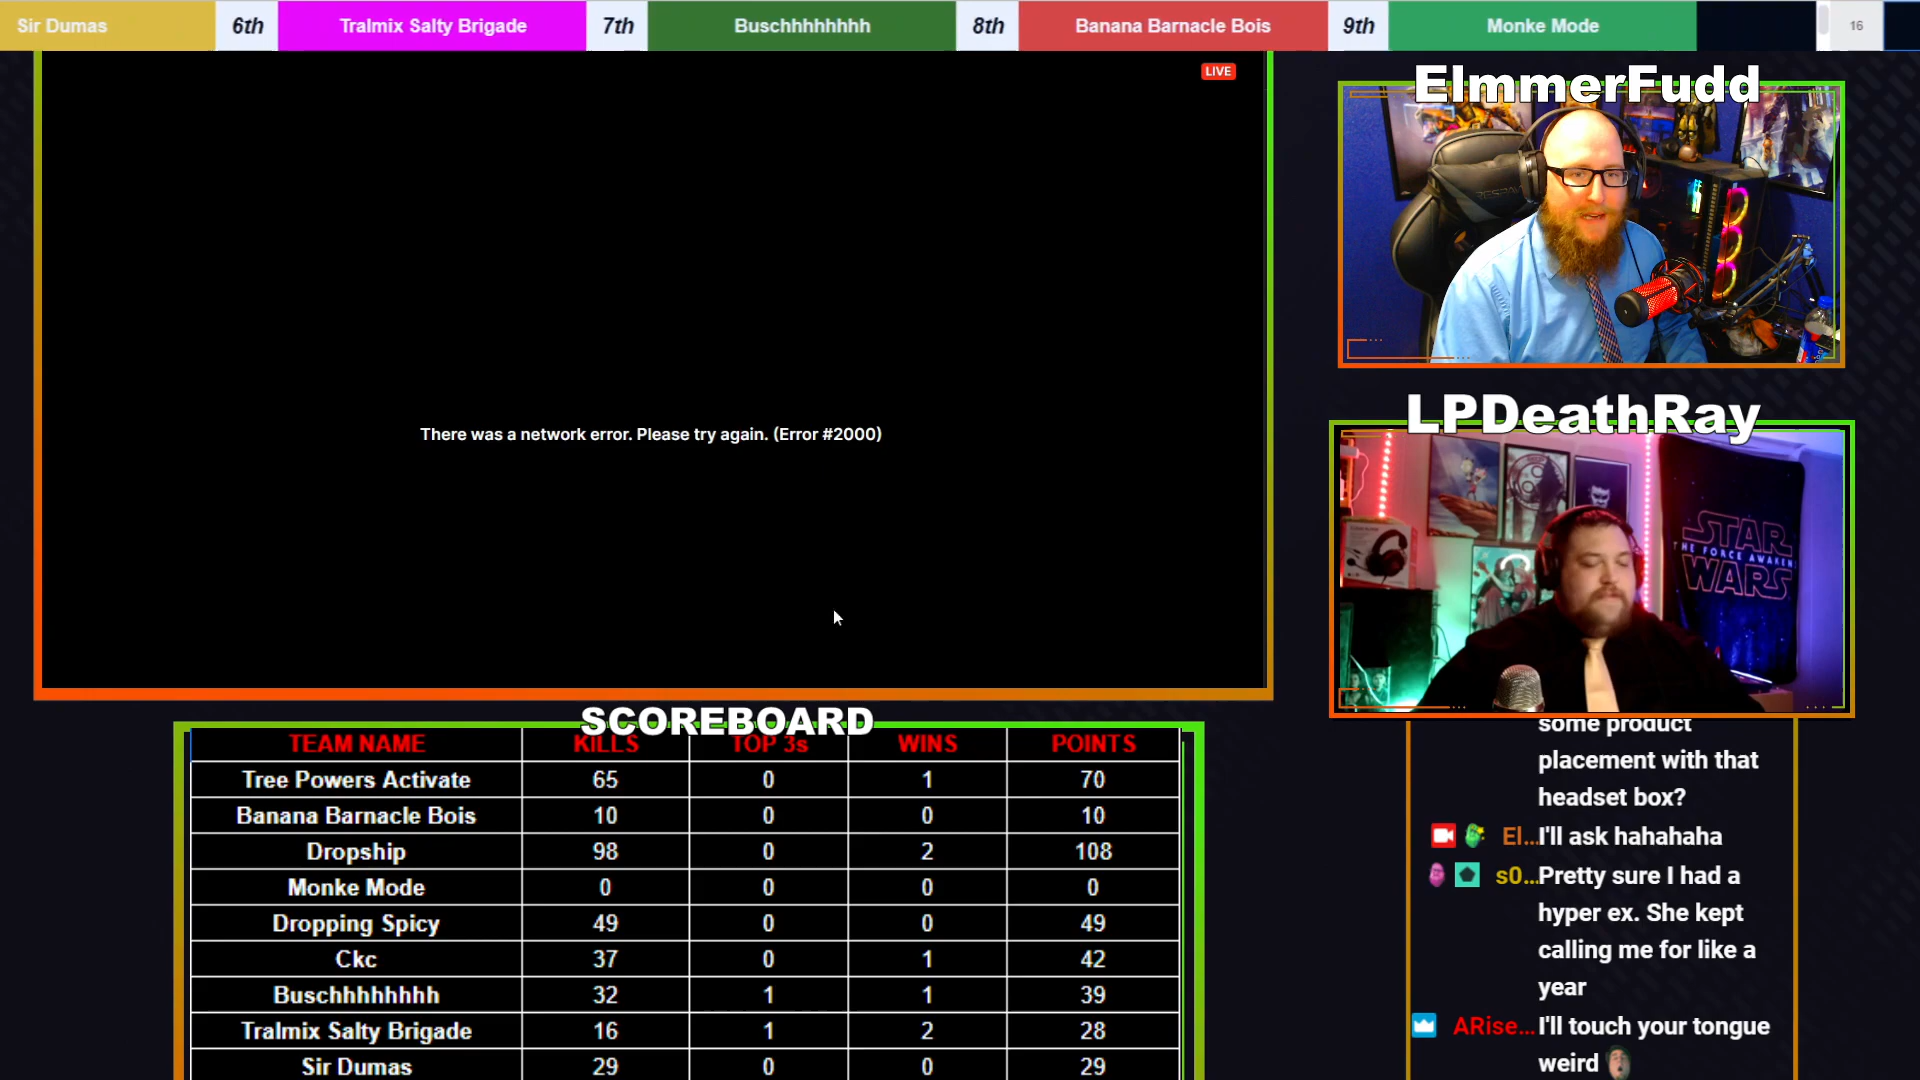 Sir Dumas 6th Tralmix Salty Brigade 7th Buschhhhhhhh 8th Banana Barnacle Bois 9th Monke Mode 16
LIVE
There was a network error. Please try again. (Error #2000)
ElmmerFudd
LPDeathRay
STAR
THE FORCE AWAKENS
WARS
SCOREBOARD
TEAM NAME KILLS TOP 3s WINS POINTS
Tree Powers Activate 65 0 1 70
Banana Barnacle Bois 10 0 0 10
Dropship 98 0 2 108
Monke Mode 0 0 0 0
Dropping Spicy 49 0 0 49
Ckc 37 0 1 42
Buschhhhhhhh 32 1 1 39
Tralmix Salty Brigade 16 1 2 28
Sir Dumas 29 0 0 29
some product
placement with that
headset box?
El... I'll ask hahahaha
s0... Pretty sure I had a
hyper ex. She kept
calling me for like a
year
ARise... I'll touch your tongue
weird